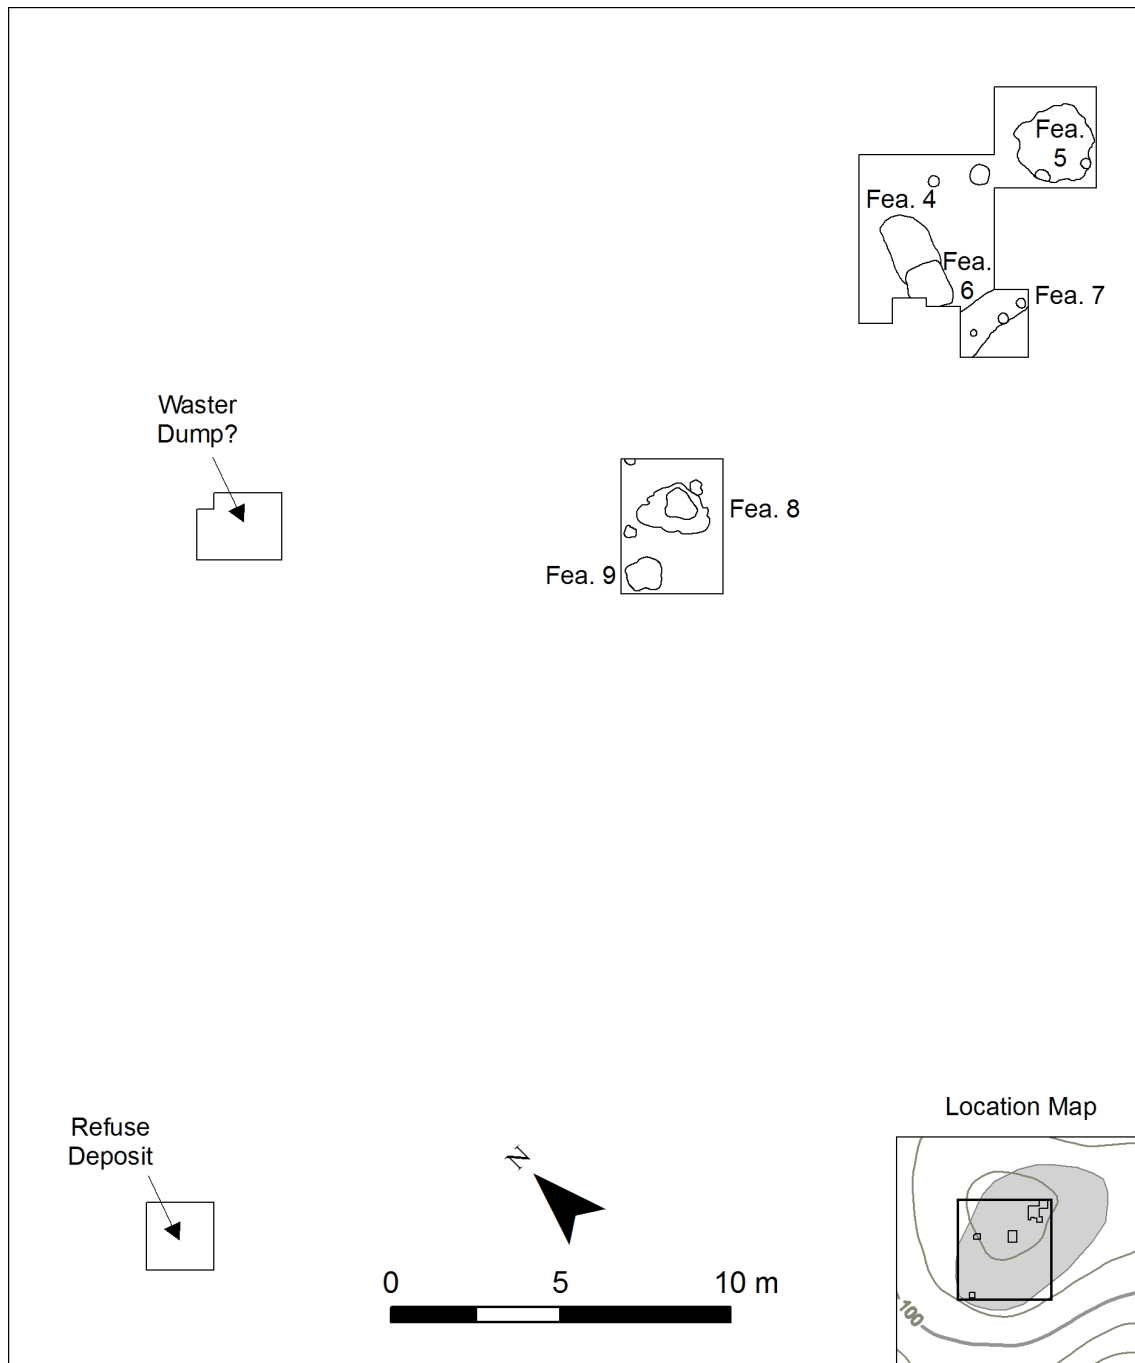 Fea.
5
Fea. 4
Fea.
6
Fea. 7
Waster
Dump?
Fea. 8
Fea. 9
Location Map
Refuse
Deposit
N
0 5 10 m
100